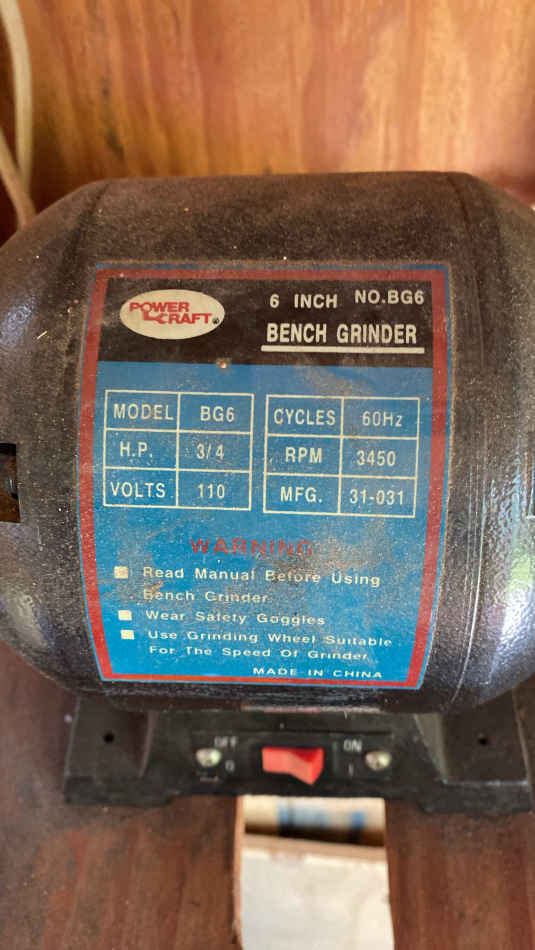 POWER
CRAFT
6 INCH NO.BG6
BENCH GRINDER
MODEL BG6
H.P. 3/4
VOLTS 110
CYCLES 60Hz
RPM 3450
MFG. 31-031
WARNING
Read Manual Before Using
Bench Grinder
Wear Safety Goggles
Use Grinding Wheel Suitable
For The Speed Of Grinder
MADE-IN CHINA
OFF ON
O I